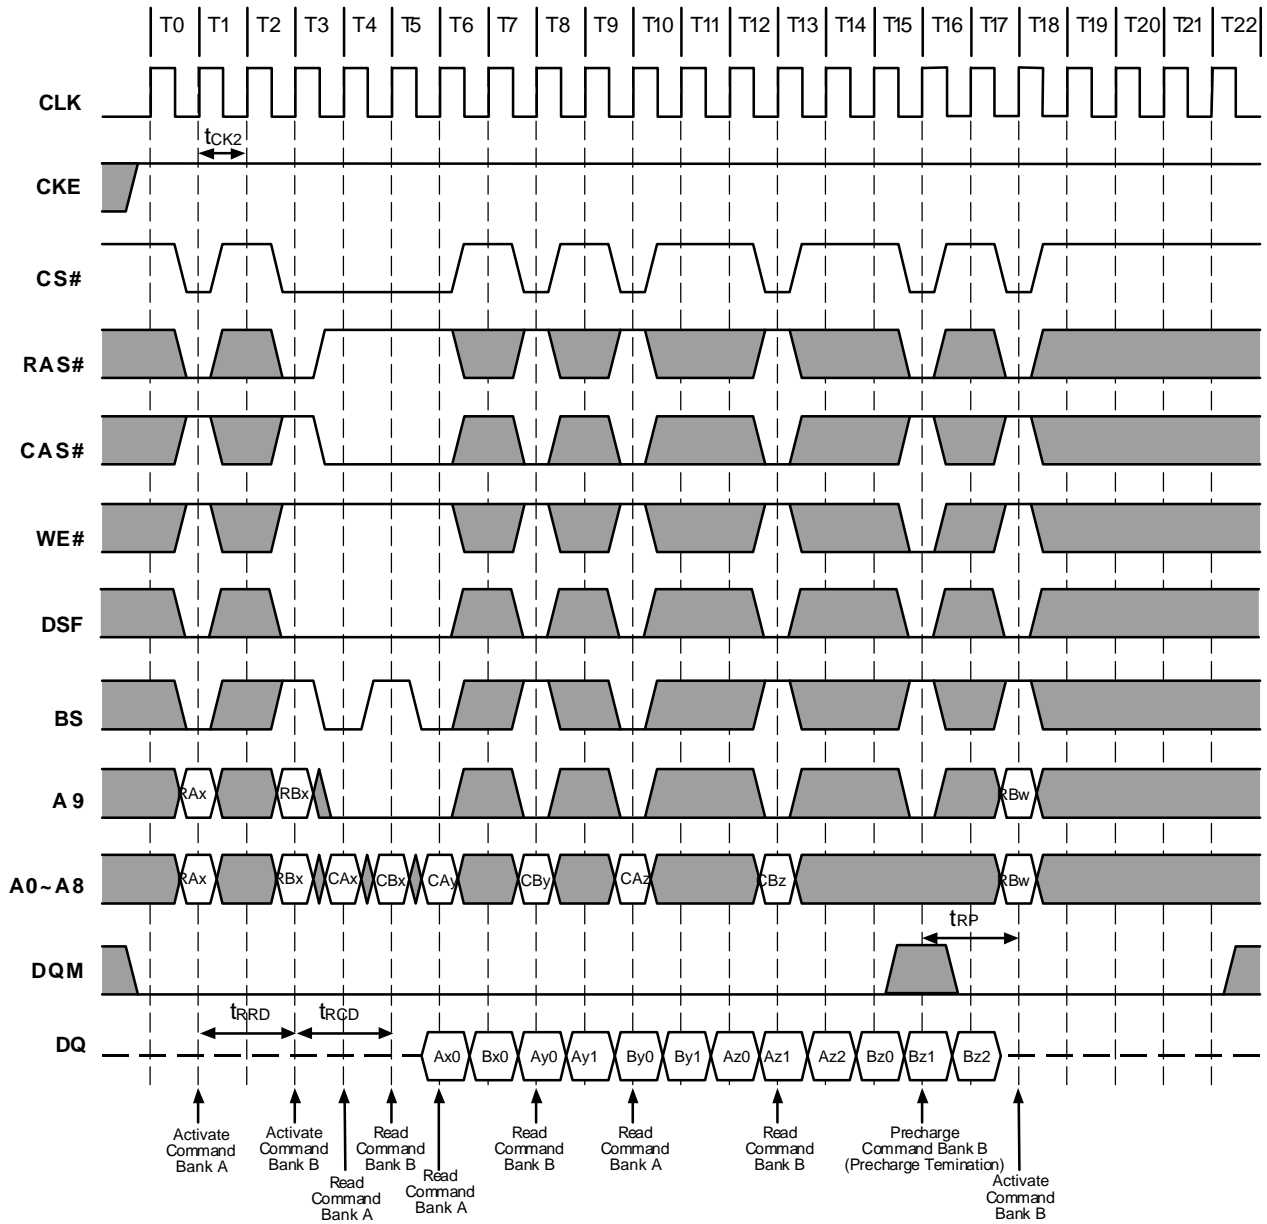 T0 T1 T2 T3 T4 T5 T6 T7 T8 T9 T10 T11 T12 T13 T14 T15 T16 T17 T18 T19 T20 T21 T22
CLK
tCK2
CKE
CS#
RAS#
CAS#
WE#
DSF
BS
A9 RAx RBx RBw
A0~A8 RAx RBx CAx CBx CAy CBy CAz CBz RBw
tRP
DQM
tRRD tRCD
DQ Ax0 Bx0 Ay0 Ay1 By0 By1 Az0 Az1 Az2 Bz0 Bz1 Bz2
Activate
Command
Bank A
Activate
Command
Bank B
Read
Command
Bank A
Read
Command
Bank B
Read
Command
Bank A
Read
Command
Bank B
Read
Command
Bank A
Read
Command
Bank B
Precharge
Command Bank B
(Precharge Temination)
Activate
Command
Bank B